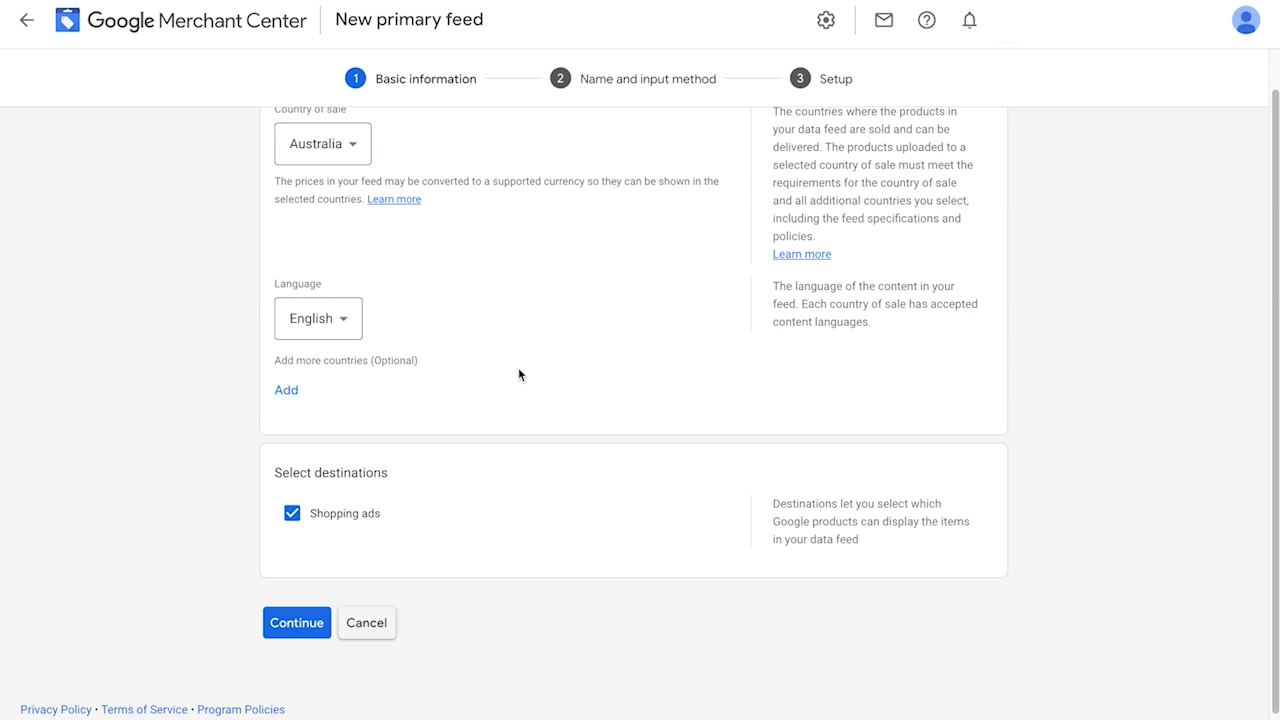 Google Merchant Center
New primary feed
1 Basic information
2 Name and input method
3 Setup
Country of sale
Australia
The prices in your feed may be converted to a supported currency so they can be shown in the
selected countries. Learn more
The countries where the products in
your data feed are sold and can be
delivered. The products uploaded to a
selected country of sale must meet the
requirements for the country of sale
and all additional countries you select,
including the feed specifications and
policies.
Learn more
Language
English
The language of the content in your
feed. Each country of sale has accepted
content languages.
Add more countries (Optional)
Add
Select destinations
Shopping ads
Destinations let you select which
Google products can display the items
in your data feed
Continue
Cancel
Privacy Policy • Terms of Service • Program Policies